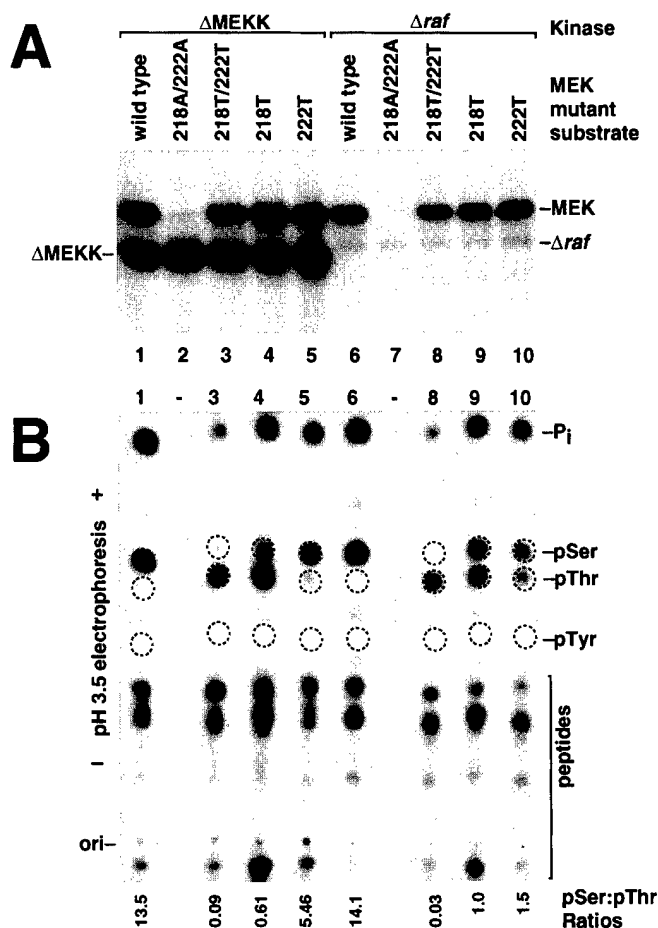 A
ΔMEKK
Δraf
Kinase
wild type
218A/222A
218T/222T
218T
222T
wild type
218A/222A
218T/222T
218T
222T
MEK
mutant
substrate
–MEK
–Δraf
ΔMEKK–
1 2 3 4 5 6 7 8 9 10
1 - 3 4 5 6 - 8 9 10
B
–Pi
–pSer
–pThr
–pTyr
– pH 3.5 electrophoresis +
peptides
ori–
13.5
0.09
0.61
5.46
14.1
0.03
1.0
1.5
pSer:pThr
Ratios